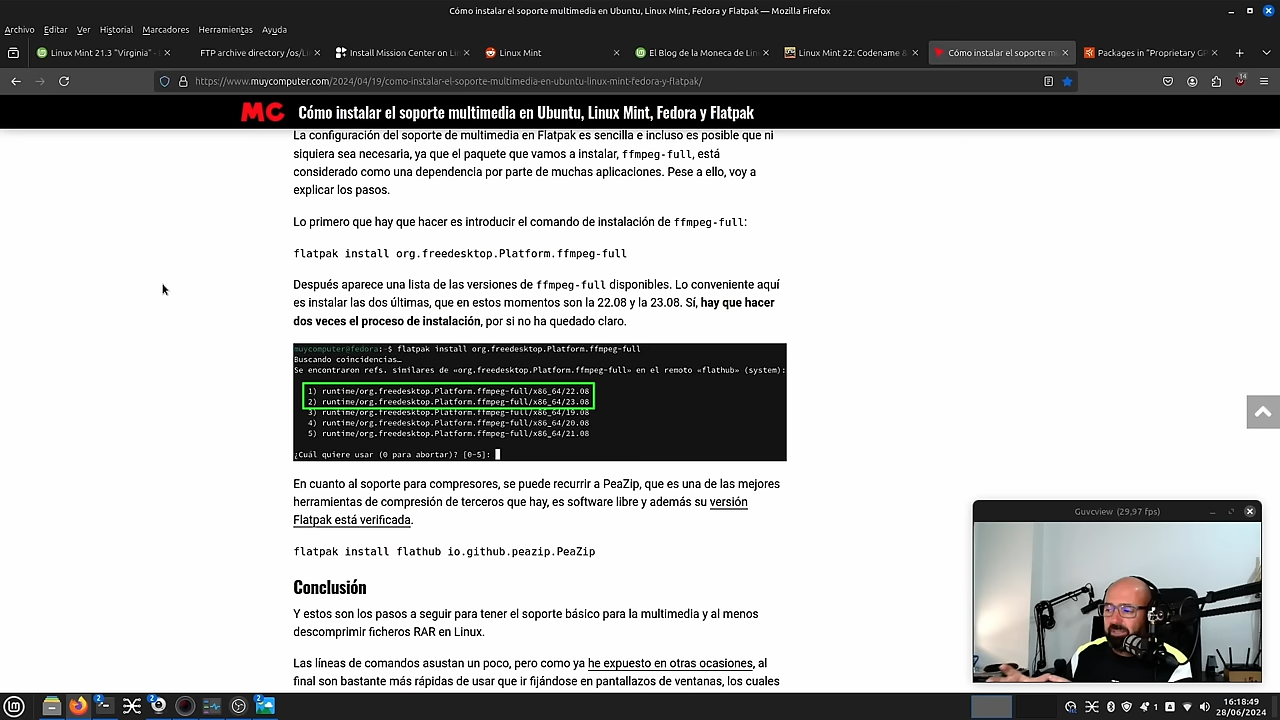 Cómo instalar el soporte multimedia en Ubuntu, Linux Mint, Fedora y Flatpak — Mozilla Firefox
Archivo Editar Ver Historial Marcadores Herramientas Ayuda
Linux Mint 21.3 "Virginia" -
FTP archive directory /os/Li
Install Mission Center on Li
Linux Mint
El Blog de la Moneca de Lin
Linux Mint 22: Codename &
Cómo instalar el soporte m
Packages in "Proprietary G
https://www.muycomputer.com/2024/04/19/como-instalar-el-soporte-multimedia-en-ubuntu-linux-mint-fedora-y-flatpak/
14
MC Cómo instalar el soporte multimedia en Ubuntu, Linux Mint, Fedora y Flatpak
La configuración del soporte de multimedia en Flatpak es sencilla e incluso es posible que ni
siquiera sea necesaria, ya que el paquete que vamos a instalar, ffmpeg-full, está
considerado como una dependencia por parte de muchas aplicaciones. Pese a ello, voy a
explicar los pasos.
Lo primero que hay que hacer es introducir el comando de instalación de ffmpeg-full:
flatpak install org.freedesktop.Platform.ffmpeg-full
Después aparece una lista de las versiones de ffmpeg-full disponibles. Lo conveniente aquí
es instalar las dos últimas, que en estos momentos son la 22.08 y la 23.08. Sí, hay que hacer
dos veces el proceso de instalación, por si no ha quedado claro.
muycomputer@fedora:~$ flatpak install org.freedesktop.Platform.ffmpeg-full
Buscando coincidencias…
Se encontraron refs. similares de «org.freedesktop.Platform.ffmpeg-full» en el remoto «flathub» (system):
1) runtime/org.freedesktop.Platform.ffmpeg-full/x86_64/22.08
2) runtime/org.freedesktop.Platform.ffmpeg-full/x86_64/23.08
3) runtime/org.freedesktop.Platform.ffmpeg-full/x86_64/19.08
4) runtime/org.freedesktop.Platform.ffmpeg-full/x86_64/20.08
5) runtime/org.freedesktop.Platform.ffmpeg-full/x86_64/21.08
¿Cuál quiere usar (0 para abortar)? [0-5]:
En cuanto al soporte para compresores, se puede recurrir a PeaZip, que es una de las mejores
herramientas de compresión de terceros que hay, es software libre y además su versión
Flatpak está verificada.
flatpak install flathub io.github.peazip.PeaZip
Conclusión
Y estos son los pasos a seguir para tener el soporte básico para la multimedia y al menos
descomprimir ficheros RAR en Linux.
Las líneas de comandos asustan un poco, pero como ya he expuesto en otras ocasiones, al
final son bastante más rápidas de usar que ir fijándose en pantallazos de ventanas, los cuales
Guvcview (29,97 fps)
2
2
2
1
16:18:49
28/06/2024